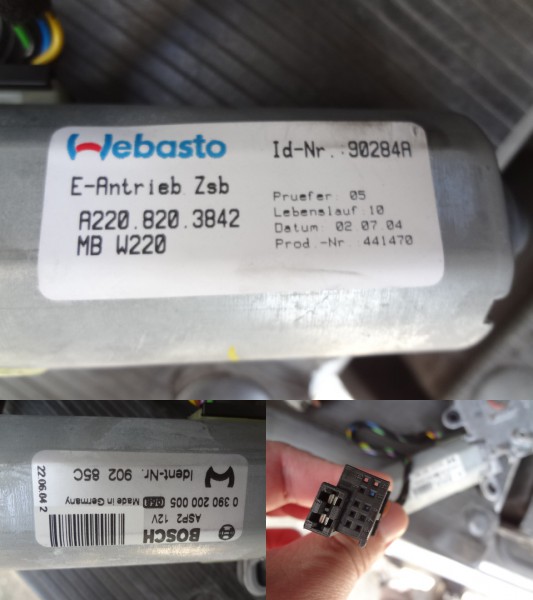 Webasto
Id-Nr. 90284A
E-Antrieb Zsb
A220.820.3842
MB W220
Pruefer: 05
Lebenslauf: 10
Datum: 02 07.04
Prod.-Nr. 441470
BOSCH
ASP2 12V
0 390 200 005
Made in Germany
Ident-Nr. 902 85C
22.06.04 2